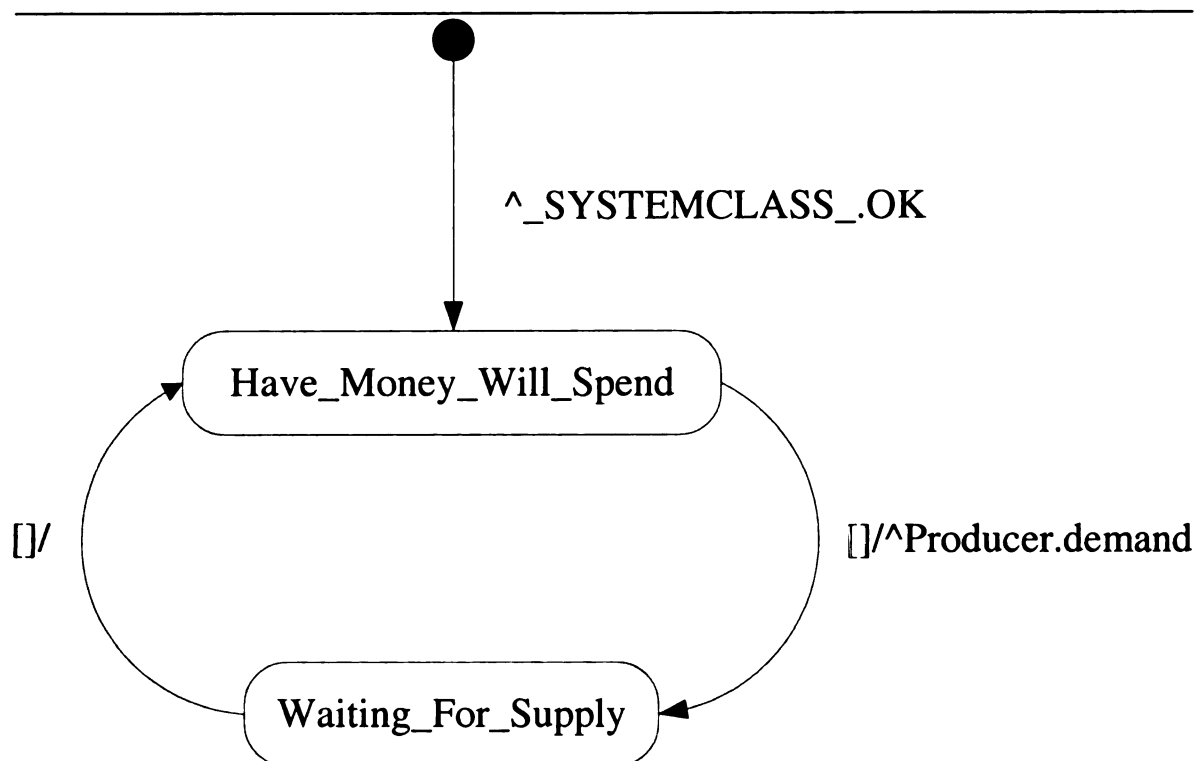 ^_SYSTEMCLASS_.OK
Have_Money_Will_Spend
[]/
[]/^Producer.demand
Waiting_For_Supply